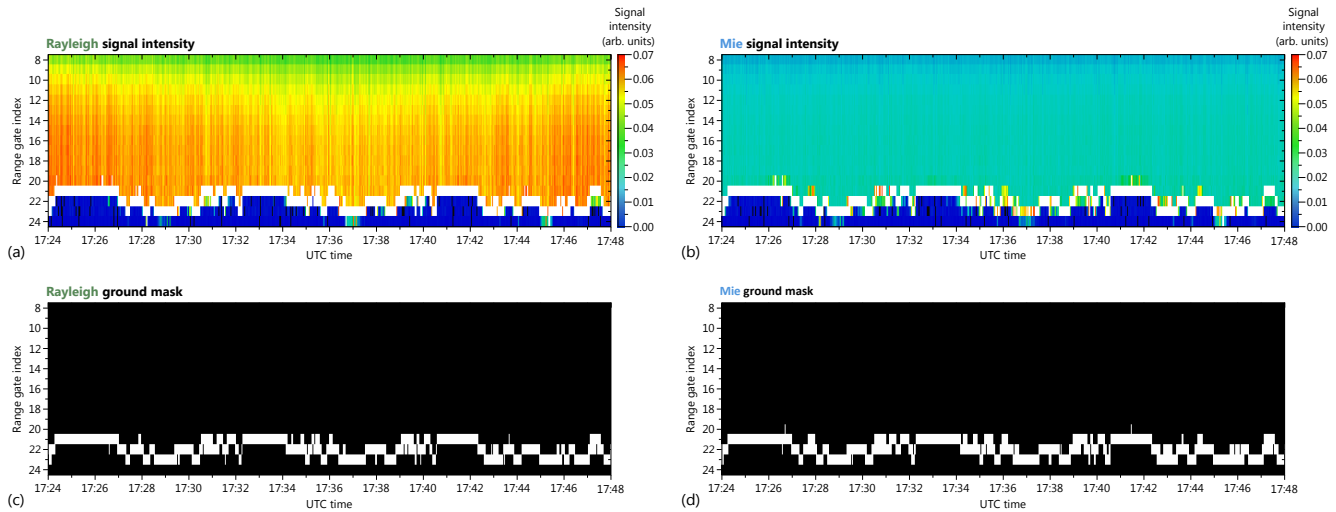 Signal
intensity
(arb. units)
Rayleigh signal intensity
0.07
0.06
0.05
0.04
0.03
0.02
0.01
0.00
Range gate index
8
10
12
14
16
18
20
22
24
17:24 17:26 17:28 17:30 17:32 17:34 17:36 17:38 17:40 17:42 17:44 17:46 17:48
UTC time
(a)
Signal
intensity
(arb. units)
Mie signal intensity
0.07
0.06
0.05
0.04
0.03
0.02
0.01
0.00
Range gate index
8
10
12
14
16
18
20
22
24
17:24 17:26 17:28 17:30 17:32 17:34 17:36 17:38 17:40 17:42 17:44 17:46 17:48
UTC time
(b)
Rayleigh ground mask
Range gate index
8
10
12
14
16
18
20
22
24
17:24 17:26 17:28 17:30 17:32 17:34 17:36 17:38 17:40 17:42 17:44 17:46 17:48
UTC time
(c)
Mie ground mask
Range gate index
8
10
12
14
16
18
20
22
24
17:24 17:26 17:28 17:30 17:32 17:34 17:36 17:38 17:40 17:42 17:44 17:46 17:48
UTC time
(d)